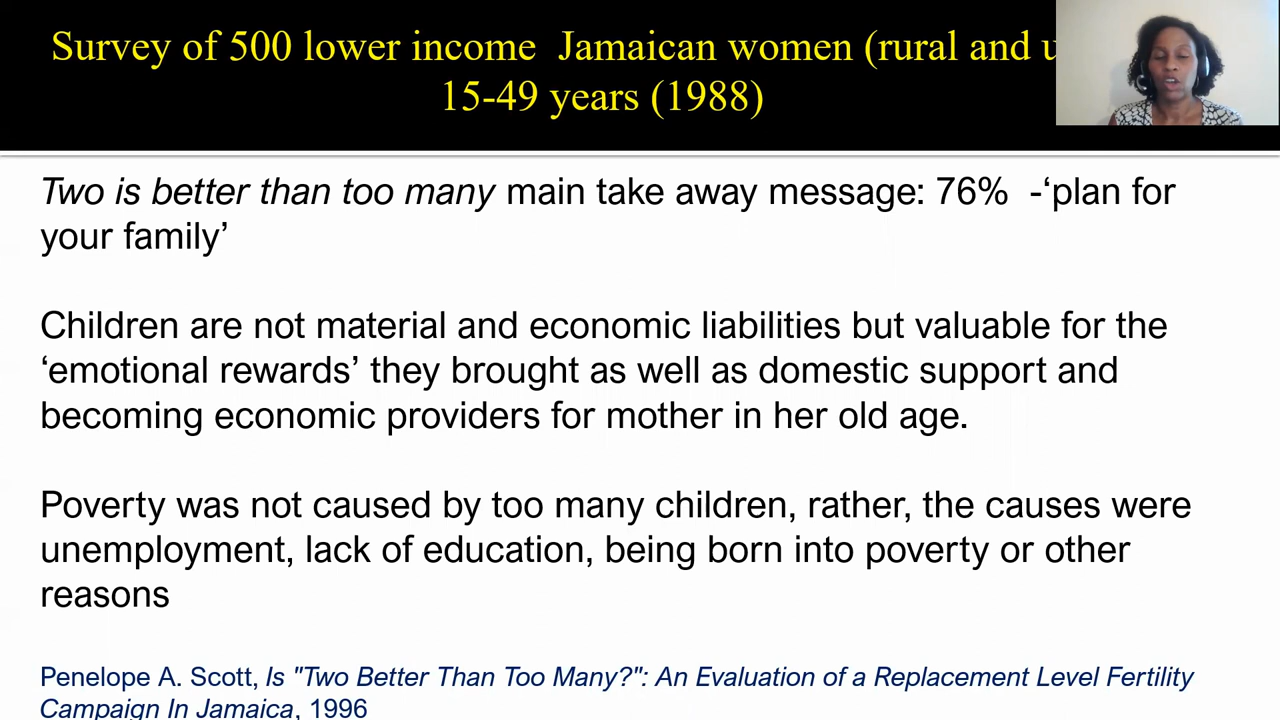 Survey of 500 lower income  Jamaican women (rural and
15-49 years (1988)
Two is better than too many main take away message: 76%  -‘plan for
your family’
Children are not material and economic liabilities but valuable for the
‘emotional rewards’ they brought as well as domestic support and
becoming economic providers for mother in her old age.
Poverty was not caused by too many children, rather, the causes were
unemployment, lack of education, being born into poverty or other
reasons
Penelope A. Scott, Is "Two Better Than Too Many?": An Evaluation of a Replacement Level Fertility
Campaign In Jamaica, 1996